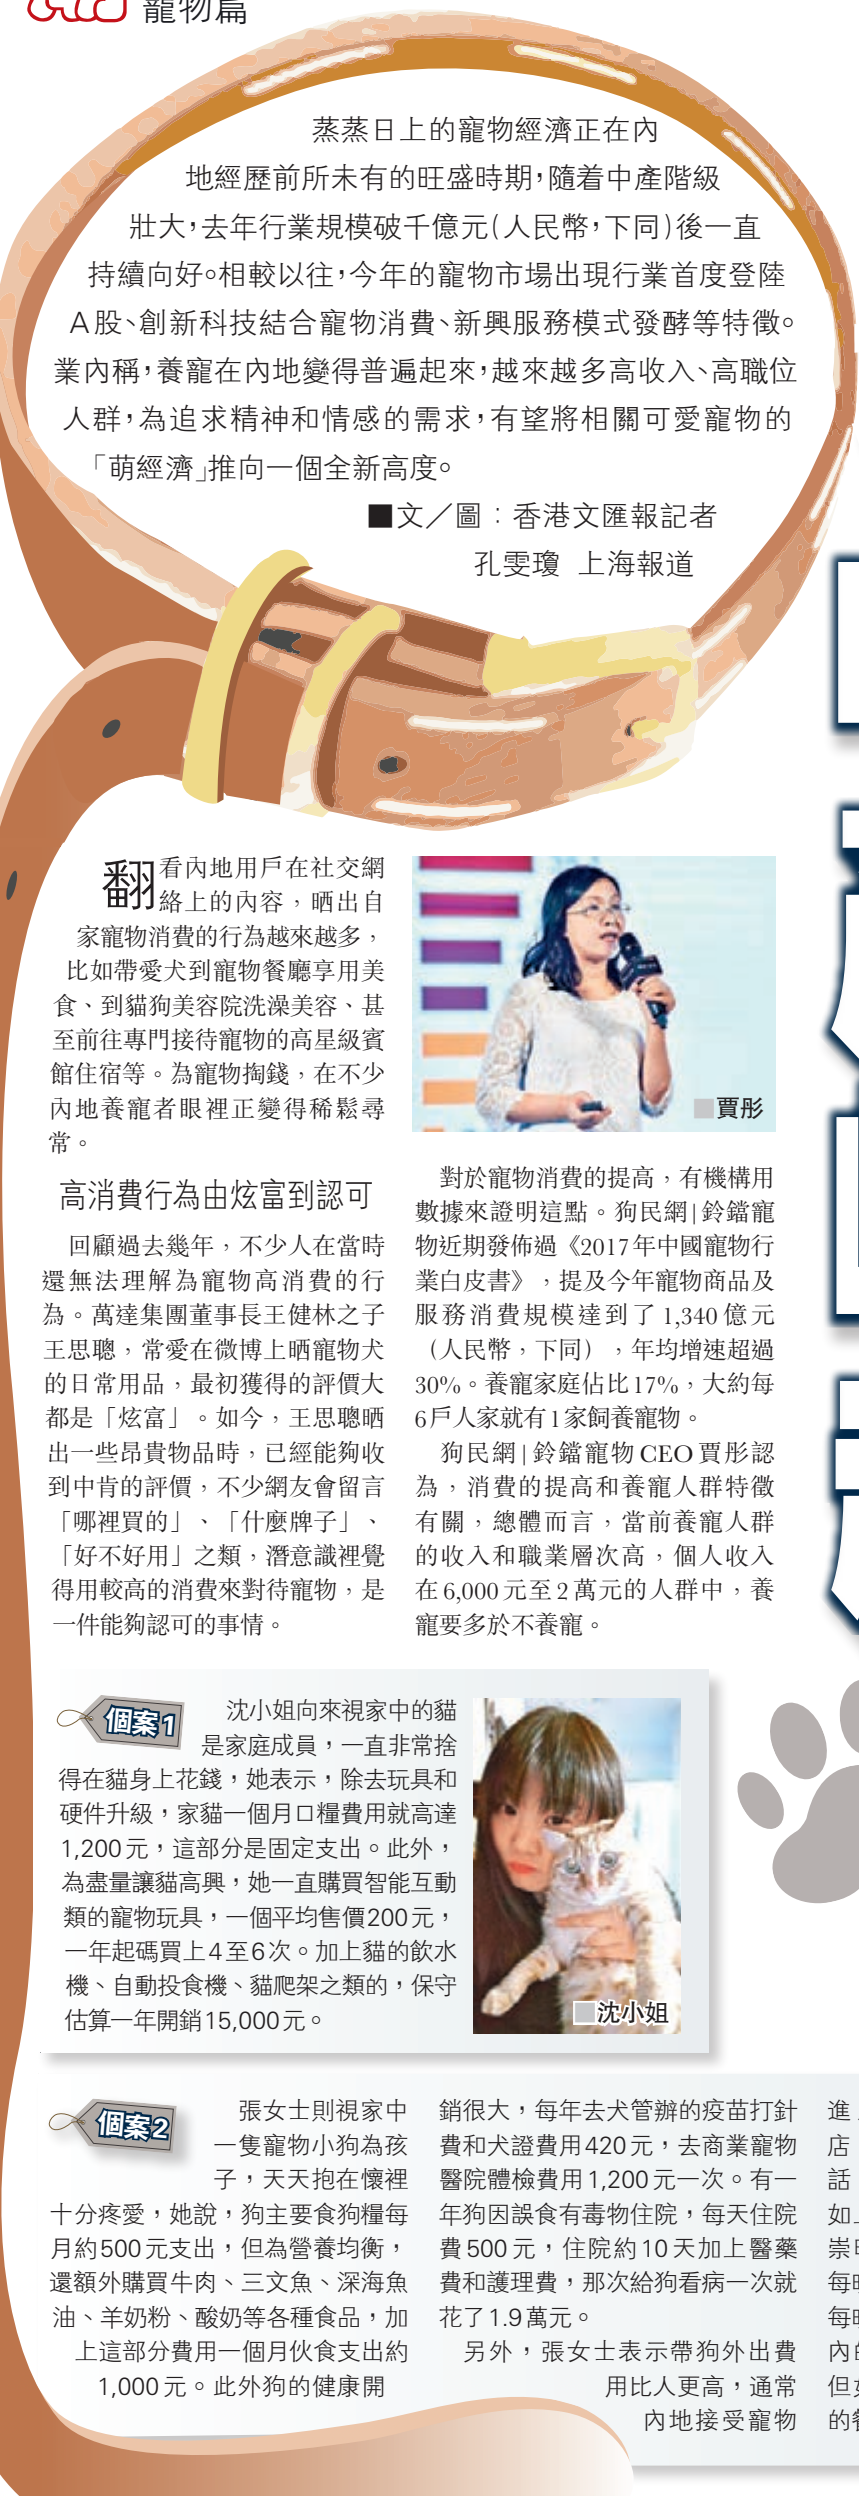 寵物篇
蒸蒸日上的寵物經濟正在內
地經歷前所未有的旺盛時期，隨着中產階級
壯大，去年行業規模破千億元(人民幣，下同)後一直
持續向好。相較以往，今年的寵物市場出現行業首度登陸
A股、創新科技結合寵物消費、新興服務模式發酵等特徵。
業內稱，養寵在內地變得普遍起來，越來越多高收入、高職位
人群，為追求精神和情感的需求，有望將相關可愛寵物的
「萌經濟」推向一個全新高度。
■文／圖：香港文匯報記者
孔雯瓊 上海報道
翻看內地用戶在社交網
絡上的內容，晒出自
家寵物消費的行為越來越多，
比如帶愛犬到寵物餐廳享用美
食、到貓狗美容院洗澡美容、甚
至前往專門接待寵物的高星級賓
館住宿等。為寵物掏錢，在不少
內地養寵者眼裡正變得稀鬆尋
常。
高消費行為由炫富到認可
回顧過去幾年，不少人在當時
還無法理解為寵物高消費的行
為。萬達集團董事長王健林之子
王思聰，常愛在微博上晒寵物犬
的日常用品，最初獲得的評價大
都是「炫富」。如今，王思聰晒
出一些昂貴物品時，已經能夠收
到中肯的評價，不少網友會留言
「哪裡買的」、「什麼牌子」、
「好不好用」之類，潛意識裡覺
得用較高的消費來對待寵物，是
一件能夠認可的事情。
■賈彤
對於寵物消費的提高，有機構用
數據來證明這點。狗民網|鈴鐺寵
物近期發佈過《2017年中國寵物行
業白皮書》，提及今年寵物商品及
服務消費規模達到了1,340億元
（人民幣，下同），年均增速超過
30%。養寵家庭佔比17%，大約每
6戶人家就有1家飼養寵物。
狗民網|鈴鐺寵物CEO賈彤認
為，消費的提高和養寵人群特徵
有關，總體而言，當前養寵人群
的收入和職業層次高，個人收入
在6,000元至2萬元的人群中，養
寵要多於不養寵。
個案1
沈小姐向來視家中的貓
是家庭成員，一直非常捨
得在貓身上花錢，她表示，除去玩具和
硬件升級，家貓一個月口糧費用就高達
1,200元，這部分是固定支出。此外，
為盡量讓貓高興，她一直購買智能互動
類的寵物玩具，一個平均售價200元，
一年起碼買上4至6次。加上貓的飲水
機、自動投食機、貓爬架之類的，保守
估算一年開銷15,000元。
■沈小姐
個案2
張女士則視家中
一隻寵物小狗為孩
子，天天抱在懷裡
十分疼愛，她說，狗主要食狗糧每
月約500元支出，但為營養均衡，
還額外購買牛肉、三文魚、深海魚
油、羊奶粉、酸奶等各種食品，加
上這部分費用一個月伙食支出約
1,000元。此外狗的健康開
銷很大，每年去犬管辦的疫苗打針
費和犬證費用420元，去商業寵物
醫院體檢費用1,200元一次。有一
年狗因誤食有毒物住院，每天住院
費500元，住院約10天加上醫藥
費和護理費，那次給狗看病一次就
花了1.9萬元。
另外，張女士表示帶狗外出費
用比人更高，通常
內地接受寵物
進
店
話
如
崇
每
每
內
但
的